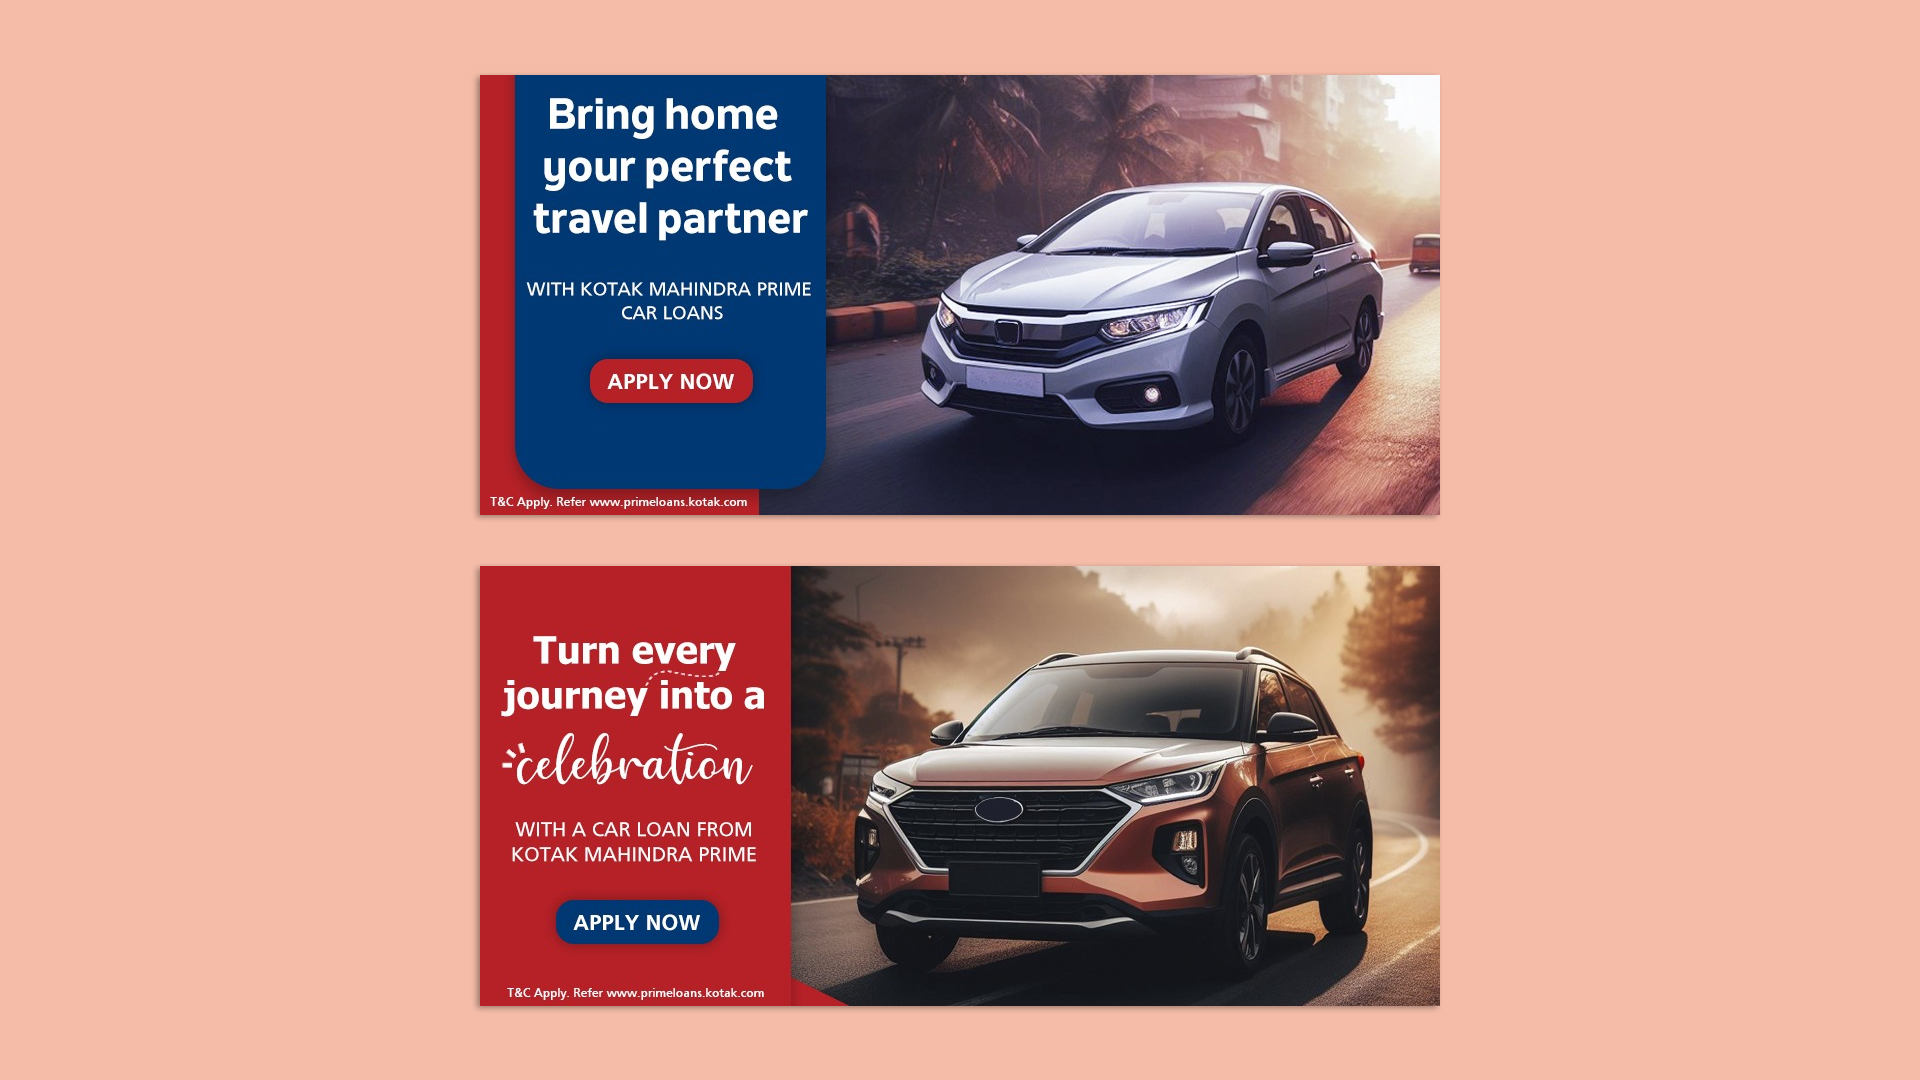 Bring home
your perfect
travel partner
WITH KOTAK MAHINDRA PRIME
CAR LOANS
APPLY NOW
T&C Apply. Refer www.primeloans.kotak.com
Turn every
journey into a
celebration
WITH A CAR LOAN FROM
KOTAK MAHINDRA PRIME
APPLY NOW
T&C Apply. Refer www.primeloans.kotak.com